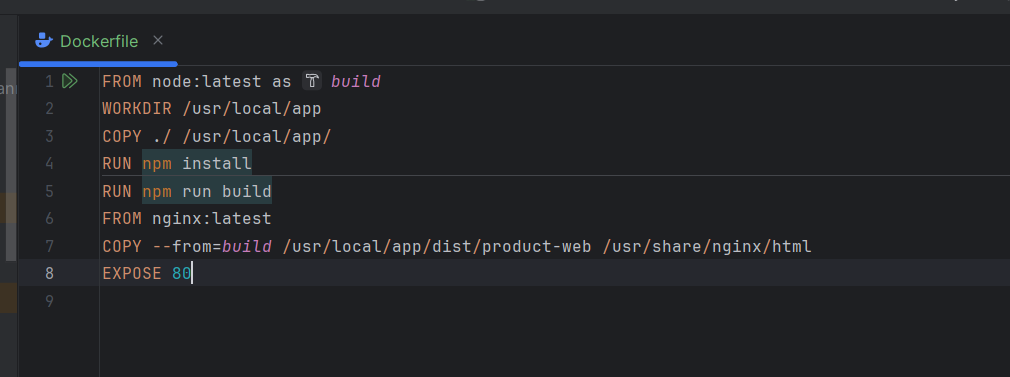 Dockerfile
1 FROM node:latest as build
2 WORKDIR /usr/local/app
3 COPY ./ /usr/local/app/
4 RUN npm install
5 RUN npm run build
6 FROM nginx:latest
7 COPY --from=build /usr/local/app/dist/product-web /usr/share/nginx/html
8 EXPOSE 80
9